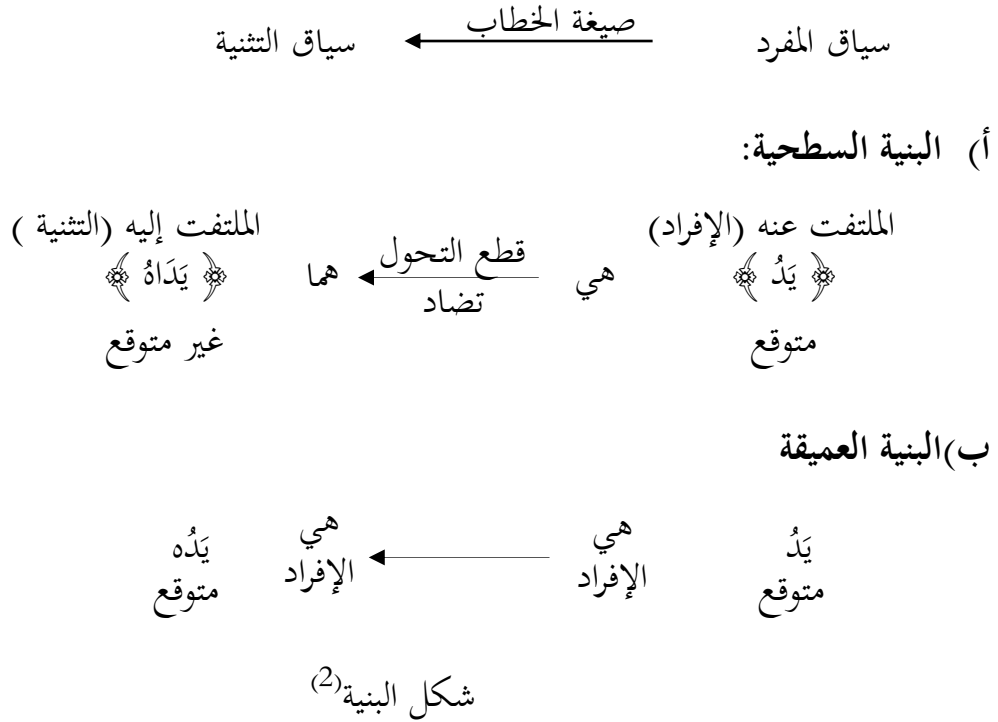 سياق المفرد صيغة الخطاب سياق التثنية
أ) البنية السطحية:
الملتفت عنه (الإفراد) الملتفت إليه (التثنية )
﴿ يَدُ ﴾ هي قطع التحول هما ﴿ يَدَاهُ ﴾
تضاد
متوقع غير متوقع
ب)البنية العميقة
يَدُ هي هي يَدُه
متوقع الإفراد الإفراد متوقع
شكل البنية(2)